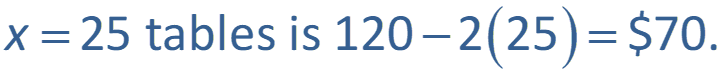 x = 25 tables is 120 – 2(25) = $70.